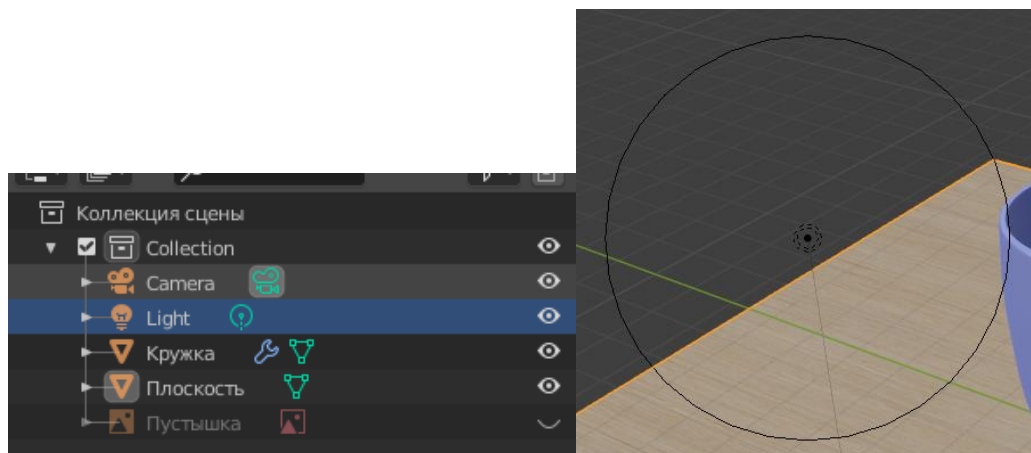 Коллекция сцены
Collection
Camera
Light
Кружка
Плоскость
Пустышка